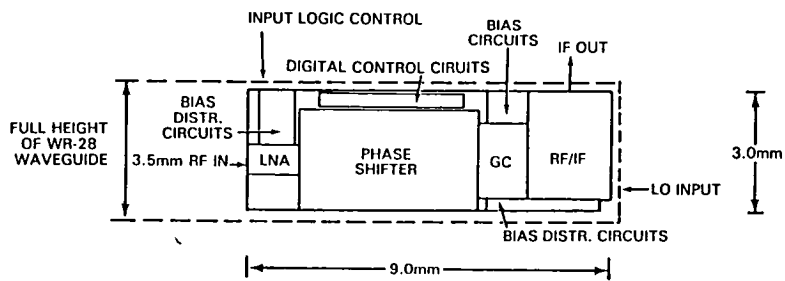 INPUT LOGIC CONTROL
BIAS
CIRCUITS
IF OUT
DIGITAL CONTROL CIRUITS
BIAS
DISTR.
CIRCUITS
FULL HEIGHT
OF WR-28
WAVEGUIDE
3.5mm RF IN
LNA
PHASE
SHIFTER
GC
RF/IF
3.0mm
LO INPUT
BIAS DISTR. CIRCUITS
9.0mm